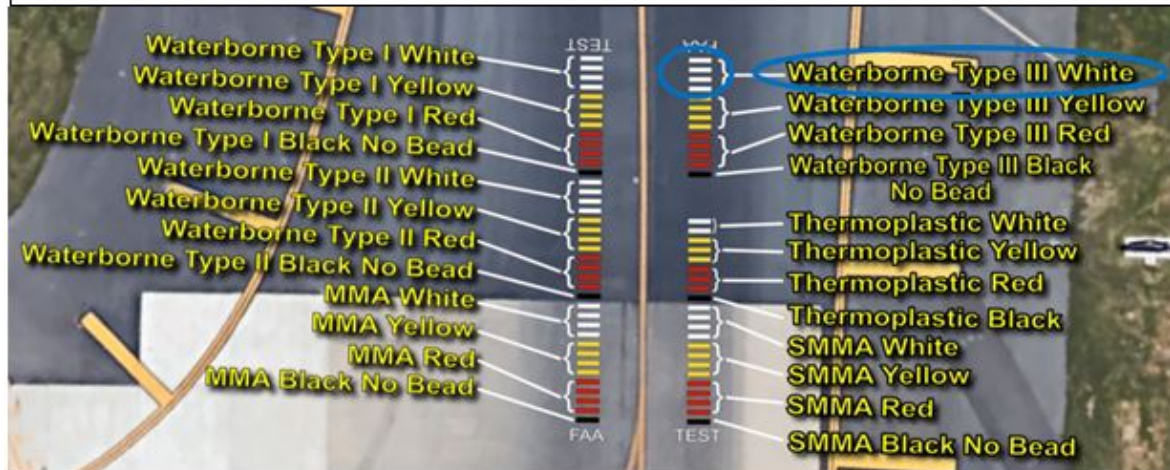 TEST
FAA
Waterborne Type I White
Waterborne Type I Yellow
Waterborne Type I Red
Waterborne Type I Black No Bead
Waterborne Type II White
Waterborne Type II Yellow
Waterborne Type II Red
Waterborne Type II Black No Bead
MMA White
MMA Yellow
MMA Red
MMA Black No Bead
Waterborne Type III White
Waterborne Type III Yellow
Waterborne Type III Red
Waterborne Type III Black
No Bead
Thermoplastic White
Thermoplastic Yellow
Thermoplastic Red
Thermoplastic Black
SMMA White
SMMA Yellow
SMMA Red
SMMA Black No Bead
FAA
TEST